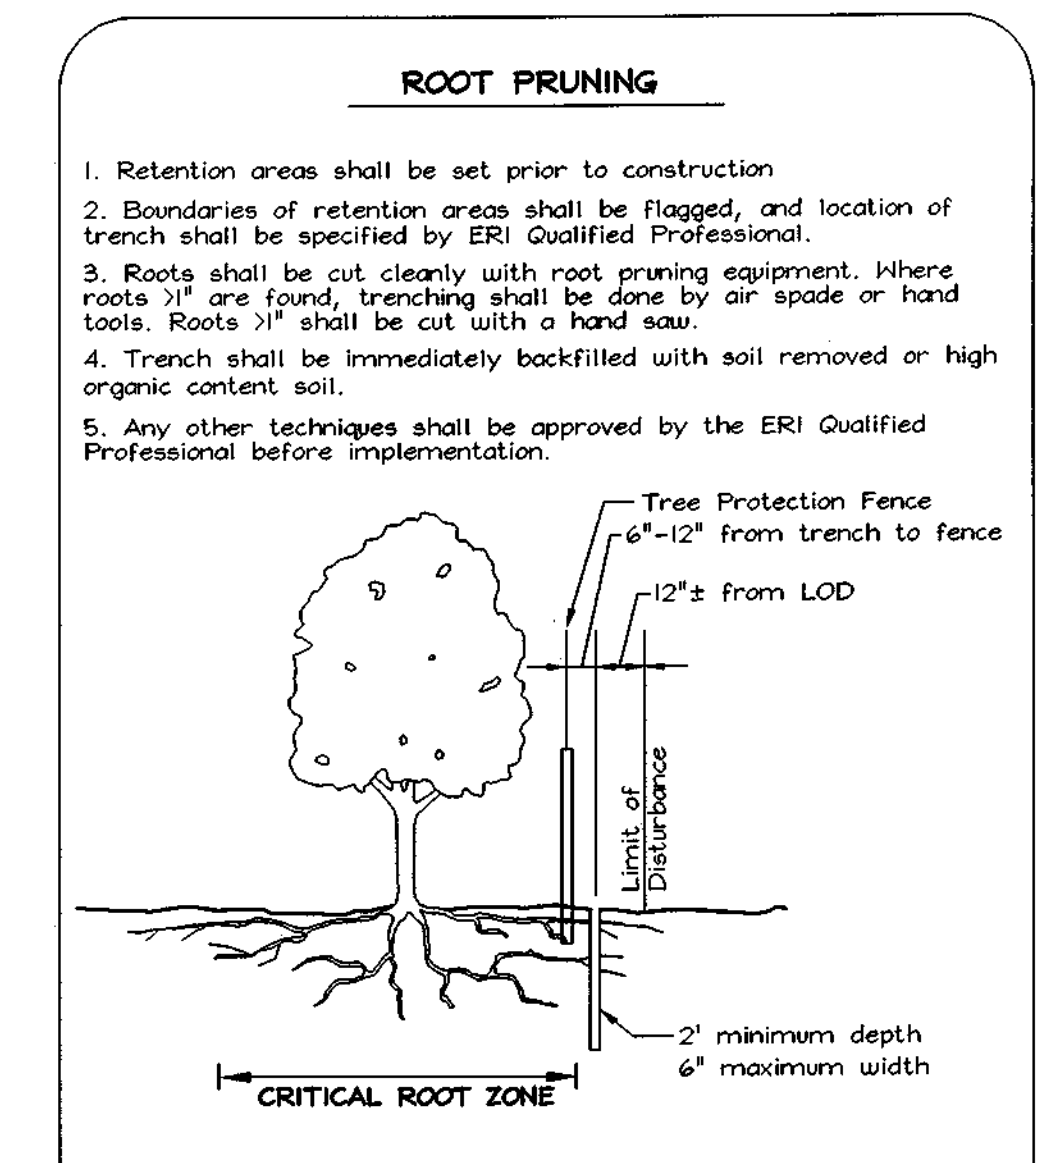 ROOT PRUNING
1. Retention areas shall be set prior to construction
2. Boundaries of retention areas shall be flagged, and location of
trench shall be specified by ERI Qualified Professional.
3. Roots shall be cut cleanly with root pruning equipment. Where
roots >1" are found, trenching shall be done by air spade or hand
tools. Roots >1" shall be cut with a hand saw.
4. Trench shall be immediately backfilled with soil removed or high
organic content soil.
5. Any other techniques shall be approved by the ERI Qualified
Professional before implementation.
Tree Protection Fence
6"-12" from trench to fence
12"± from LOD
Limit of
Disturbance
2' minimum depth
6" maximum width
CRITICAL ROOT ZONE